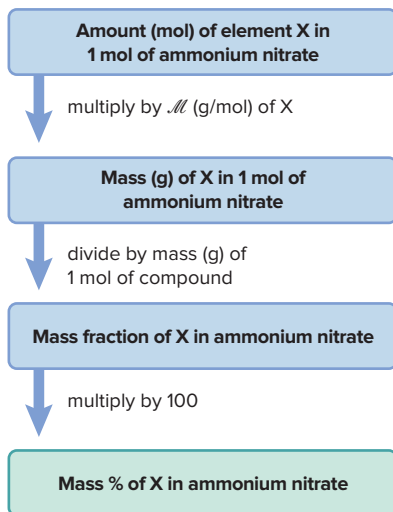 Amount (mol) of element X in
1 mol of ammonium nitrate
multiply by ℳ (g/mol) of X
Mass (g) of X in 1 mol of
ammonium nitrate
divide by mass (g) of
1 mol of compound
Mass fraction of X in ammonium nitrate
multiply by 100
Mass % of X in ammonium nitrate